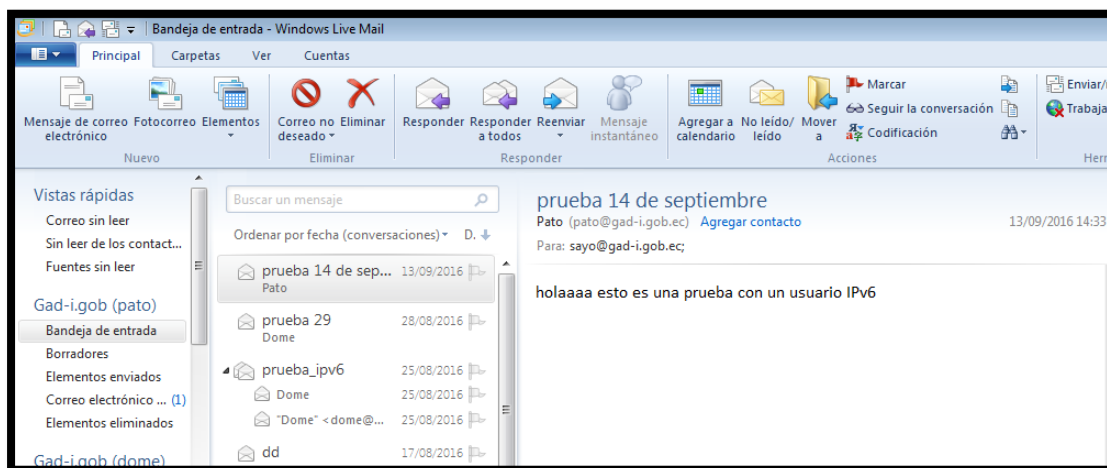 Bandeja de entrada - Windows Live Mail
Principal Carpetas Ver Cuentas
Mensaje de correo electrónico
Fotocorreo
Elementos
Nuevo
Correo no deseado
Eliminar
Eliminar
Responder
Responder a todos
Reenviar
Mensaje instantáneo
Responder
Agregar a calendario
No leído/ leído
Mover a
Marcar
Seguir la conversación
Codificación
Acciones
Enviar/
Trabaja
Herr
Vistas rápidas
Correo sin leer
Sin leer de los contact...
Fuentes sin leer
Gad-i.gob (pato)
Bandeja de entrada
Borradores
Elementos enviados
Correo electrónico ... (1)
Elementos eliminados
Gad-i.gob (dome)
Buscar un mensaje
Ordenar por fecha (conversaciones) D.
prueba 14 de sep... 13/09/2016
Pato
prueba 29 28/08/2016
Dome
prueba_ipv6 25/08/2016
Dome 25/08/2016
"Dome" <dome@... 25/08/2016
dd 17/08/2016
prueba 14 de septiembre
Pato (pato@gad-i.gob.ec) Agregar contacto 13/09/2016 14:33
Para: sayo@gad-i.gob.ec;
holaaaa esto es una prueba con un usuario IPv6